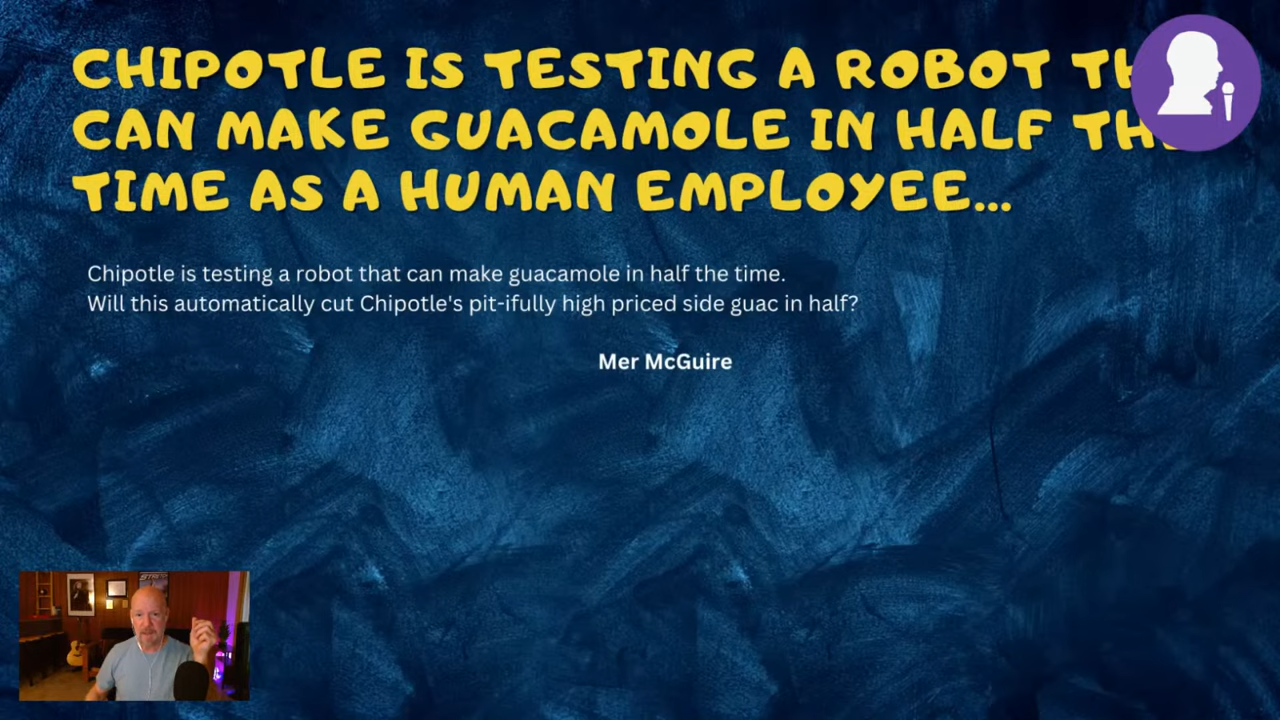 CHIPOTLE IS TESTING A ROBOT
CAN MAKE GUACAMOLE IN HALF
TIME AS A HUMAN EMPLOYEE...
Chipotle is testing a robot that can make guacamole in half the time.
Will this automatically cut Chipotle's pit-ifully high priced side guac in half?
Mer McGuire